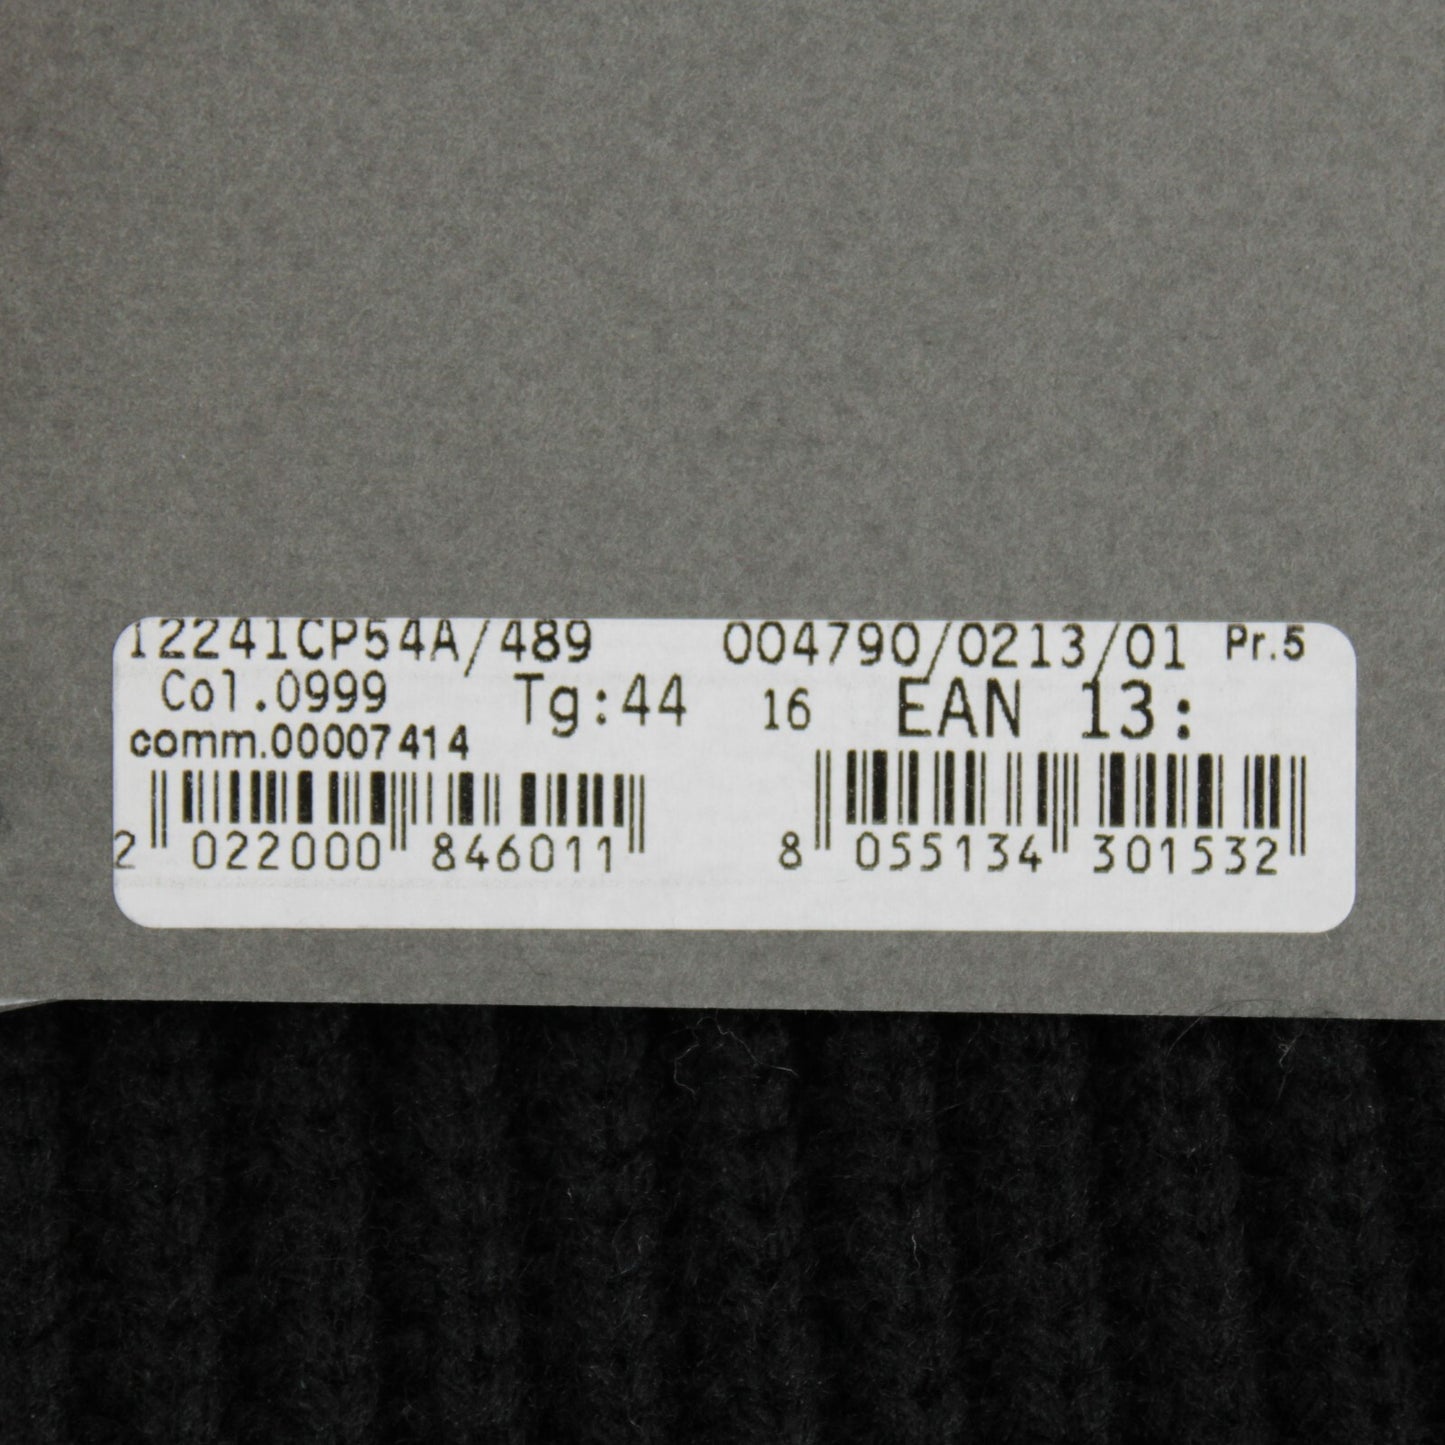 12241CP54A/489 004790/0213/01 Pr.5
Col.0999 Tg:44 16 EAN 13:
comm.00007414
2 022000 846011 8 055134 301532